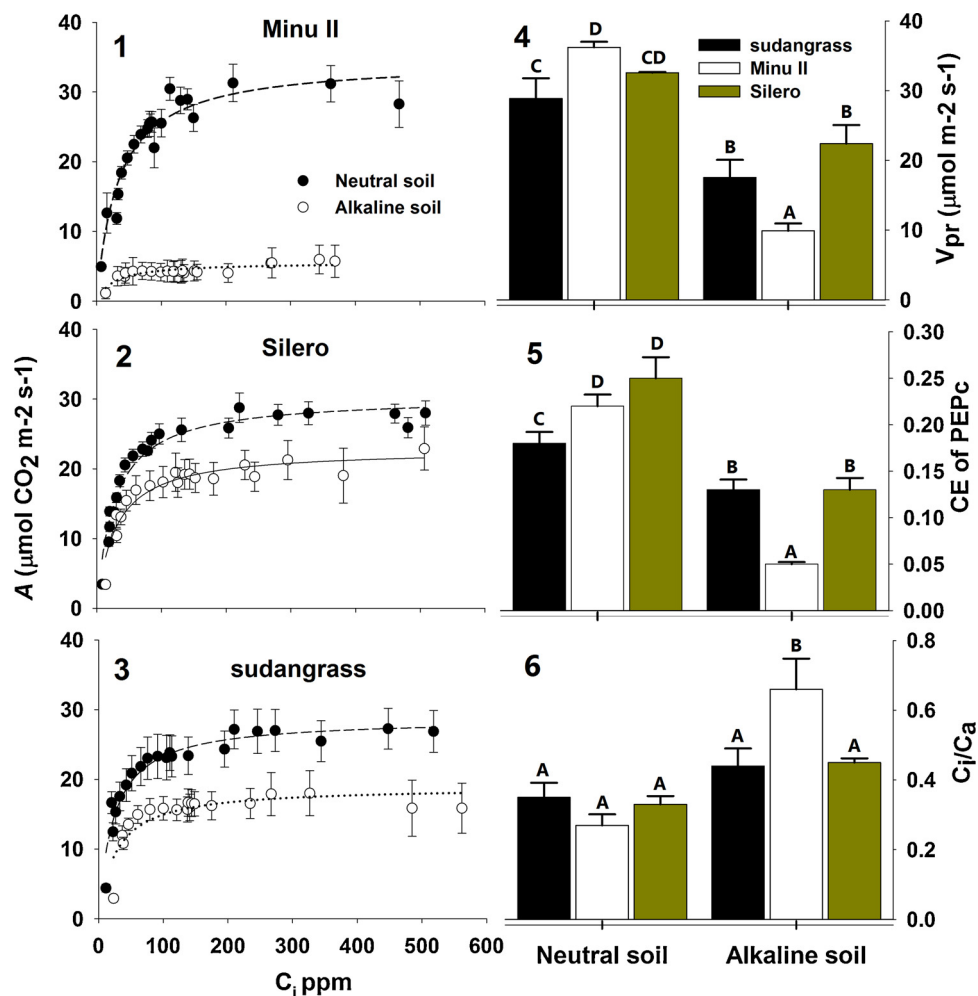 1
Minu II
40
30
20
10
0
Neutral soil
Alkaline soil
2
Silero
40
30
20
10
0
A (μmol CO2 m-2 s-1)
3
sudangrass
40
30
20
10
0
0 100 200 300 400 500 600
Ci ppm
4
sudangrass
Minu II
Silero
C D CD B A B
40
30
20
10
0
Vpr (μmol m-2 s-1)
5
C D D B A B
0.30
0.25
0.20
0.15
0.10
0.05
0.00
CE of PEPc
6
A A A A B A
0.8
0.6
0.4
0.2
0.0
Ci/Ca
Neutral soil Alkaline soil